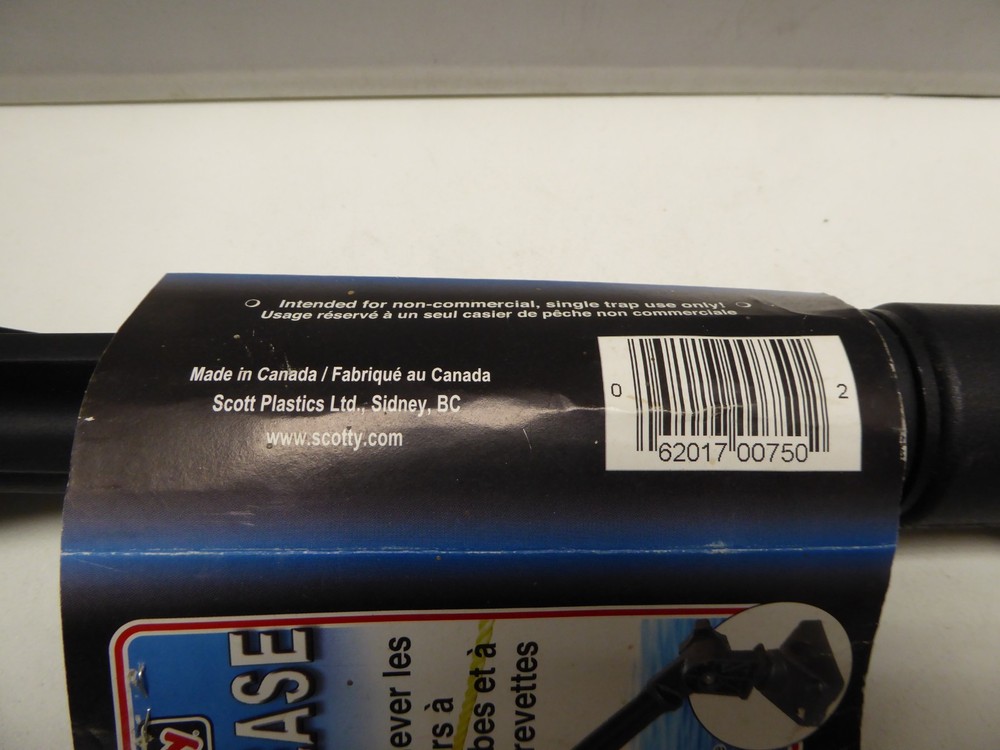 Intended for non-commercial, single trap use only!
Usage réservé à un seul casier de pêche non commerciale
Made in Canada / Fabriqué au Canada
Scott Plastics Ltd., Sidney, BC
www.scotty.com
0 62017 00750 2
EASE
ever les
rs à
bes et à
revettes